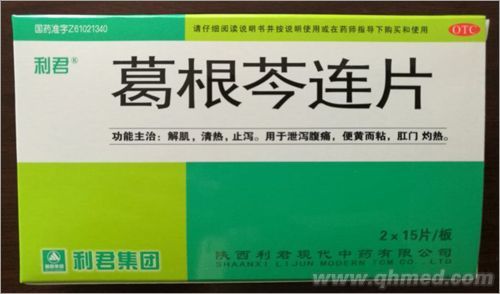 国药准字Z61021340
请仔细阅读说明书并按说明使用或在药师指导下购买和使用
OTC
利君®
葛根芩连片
功能主治:解肌,清热,止泻。用于泄泻腹痛,便黄而粘,肛门 灼热。
2×15片/板
利君集团
陕西利君现代中药有限公司
SHAANXI LIJUN MODERN TCM CO.,LTD
www.qhmed.com